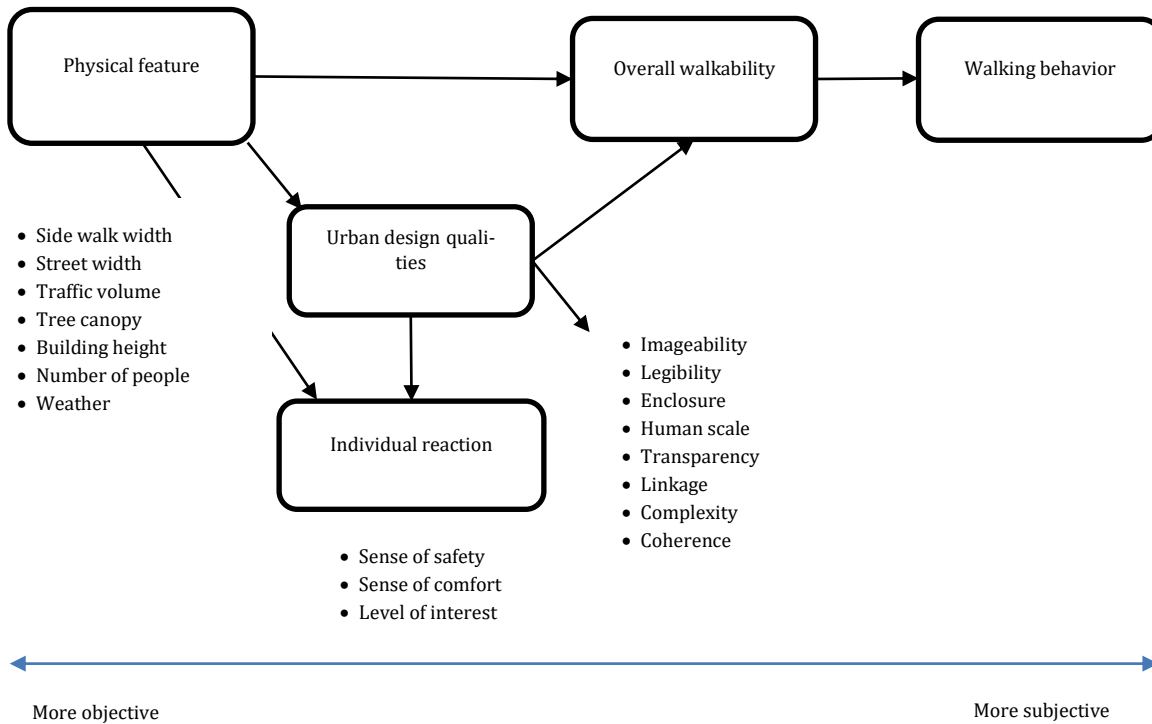 Physical feature
Overall walkability
Walking behavior
• Side walk width
• Street width
• Traffic volume
• Tree canopy
• Building height
• Number of people
• Weather
Urban design quali-
ties
• Imageability
• Legibility
• Enclosure
• Human scale
• Transparency
• Linkage
• Complexity
• Coherence
Individual reaction
• Sense of safety
• Sense of comfort
• Level of interest
More objective
More subjective